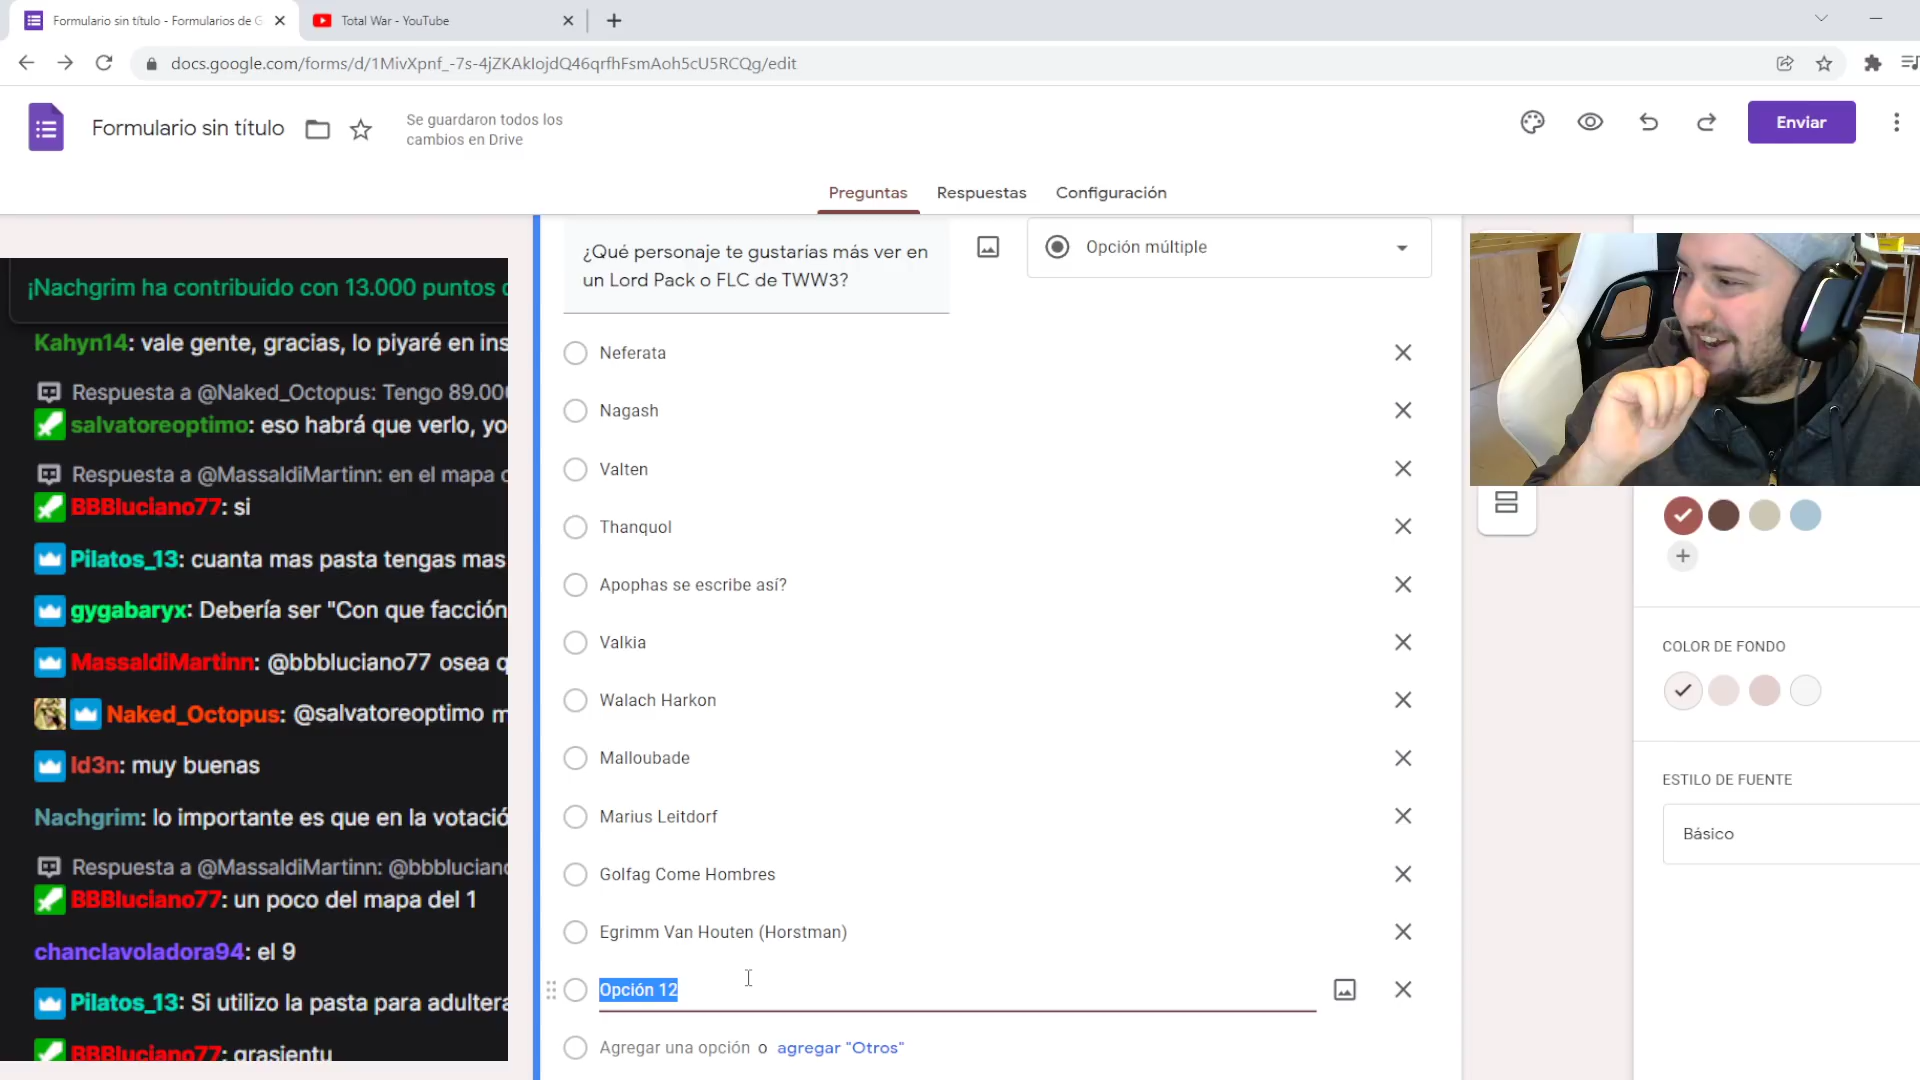 Formulario sin título - Formularios de G
Total War - YouTube
docs.google.com/forms/d/1MivXpnf_-7s-4jZKAkIojdQ46qrfhFsmAoh5cU5RCQg/edit
Formulario sin título
Se guardaron todos los
cambios en Drive
Enviar
Preguntas
Respuestas
Configuración
¡Nachgrim ha contribuido con 13.000 puntos
Kahyn14: vale gente, gracias, lo piyaré en ins
Respuesta a @Naked_Octopus: Tengo 89.00
salvatoreoptimo: eso habrá que verlo, yo
Respuesta a @MassaldiMartinn: en el mapa
BBBluciano77: si
Pilatos_13: cuanta mas pasta tengas mas
gygabaryx: Debería ser "Con que facción
MassaldiMartinn: @bbbluciano77 osea q
Naked_Octopus: @salvatoreoptimo m
Id3n: muy buenas
Nachgrim: lo importante es que en la votació
Respuesta a @MassaldiMartinn: @bbblucian
BBBluciano77: un poco del mapa del 1
chanclavoladora94: el 9
Pilatos_13: Si utilizo la pasta para adultera
BBBluciano77: grasientu
¿Qué personaje te gustarías más ver en
un Lord Pack o FLC de TWW3?
Opción múltiple
Neferata
Nagash
Valten
Thanquol
Apophas se escribe así?
Valkia
Walach Harkon
Malloubade
Marius Leitdorf
Golfag Come Hombres
Egrimm Van Houten (Horstman)
Opción 12
Agregar una opción o agregar "Otros"
COLOR DE FONDO
ESTILO DE FUENTE
Básico